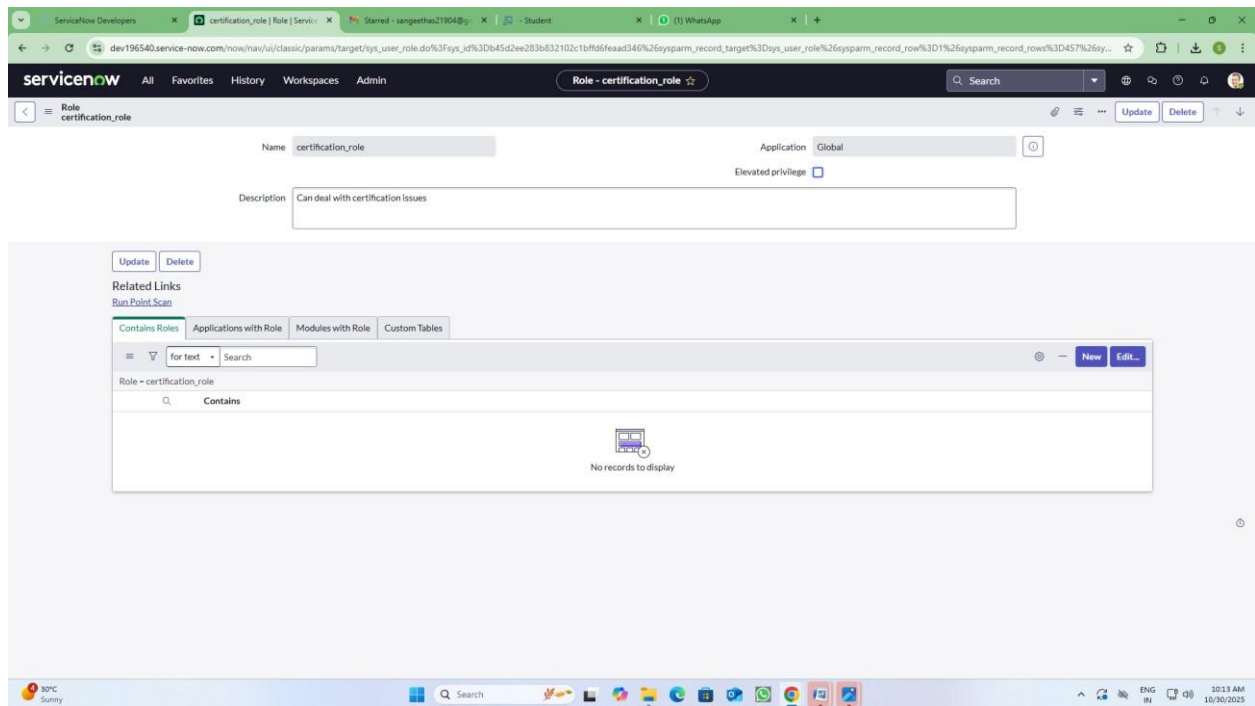 ServiceNow Developers
certification_role | Role | Servic
Starred - sangeethas21904@g
- Student
(1) WhatsApp
dev196540.service-now.com/now/nav/ui/classic/params/target/sys_user_role.do%3Fsys_id%3Db45d2ee283b832102c1bffd6feaad346%26sysparm_record_target%3Dsys_user_role%26sysparm_record_row%3D1%26sysparm_record_rows%3D457%26sy...
S
servicenow All Favorites History Workspaces Admin Role - certification_role Search
Role
certification_role
Update Delete
Name certification_role Application Global
Elevated privilege
Description Can deal with certification issues
Update Delete
Related Links
Run Point Scan
Contains Roles Applications with Role Modules with Role Custom Tables
for text Search New Edit...
Role = certification_role
Contains
No records to display
4 30°C
Sunny
Search
ENG
IN
10:13 AM
10/30/2025